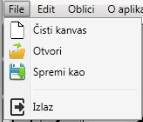 File Edit Oblici O aplika
Čisti kanvas
Otvori
Spremi kao
Izlaz